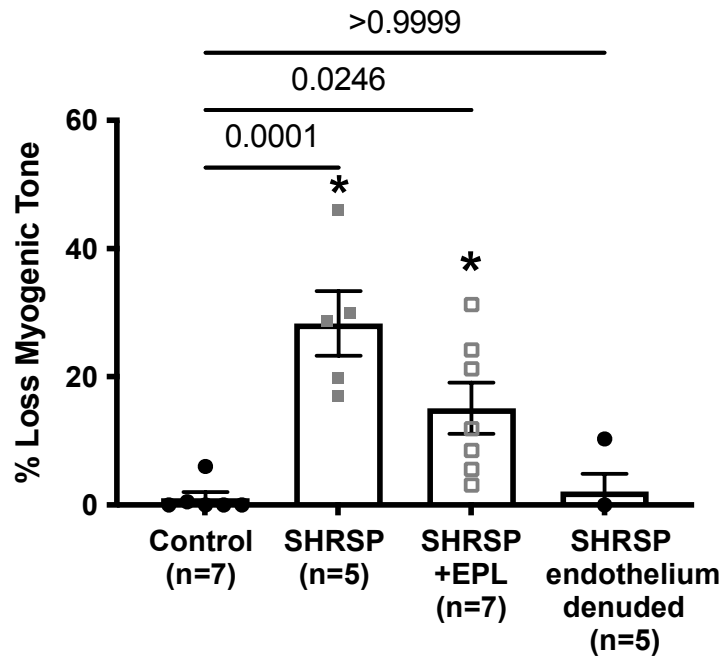 >0.9999
0.0246
0.0001
*
*
% Loss Myogenic Tone
60
40
20
0
Control
(n=7)
SHRSP
(n=5)
SHRSP
+EPL
(n=7)
SHRSP
endothelium
denuded
(n=5)